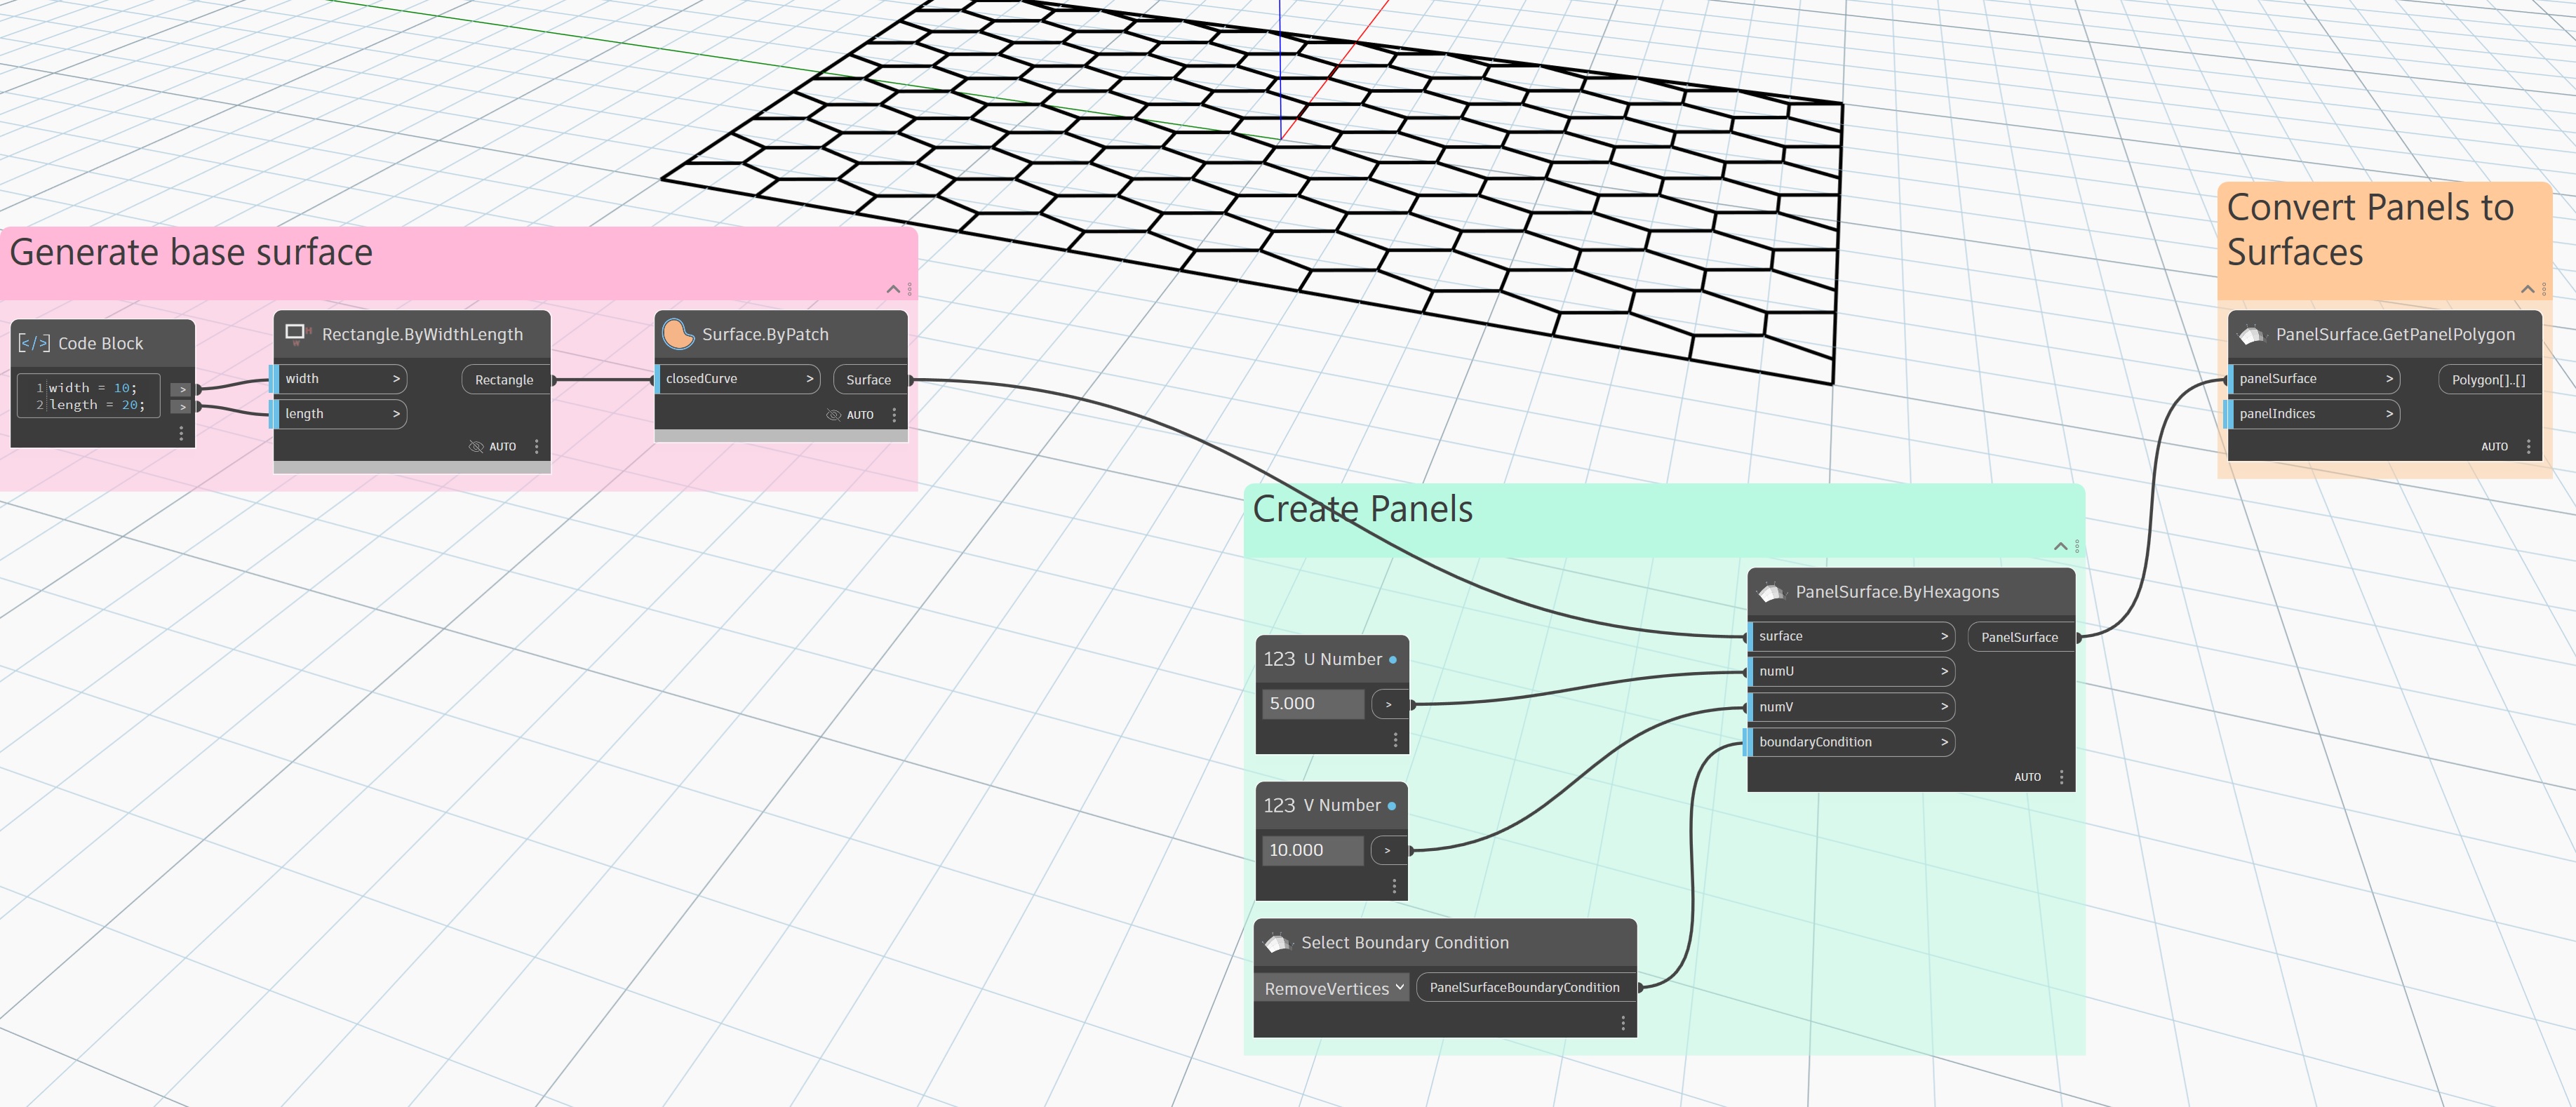 Generate base surface
Code Block
1 width = 10;
2 length = 20;
>
>
Rectangle.ByWidthLength
width >
length >
Rectangle
AUTO
Surface.ByPatch
closedCurve >
Surface
AUTO
Create Panels
123 U Number
5.000
>
123 V Number
10.000
>
Select Boundary Condition
RemoveVertices
PanelSurfaceBoundaryCondition
PanelSurface.ByHexagons
surface >
numU >
numV >
boundaryCondition >
PanelSurface
AUTO
Convert Panels to
Surfaces
PanelSurface.GetPanelPolygon
panelSurface >
panelIndices >
Polygon[]..[]
AUTO